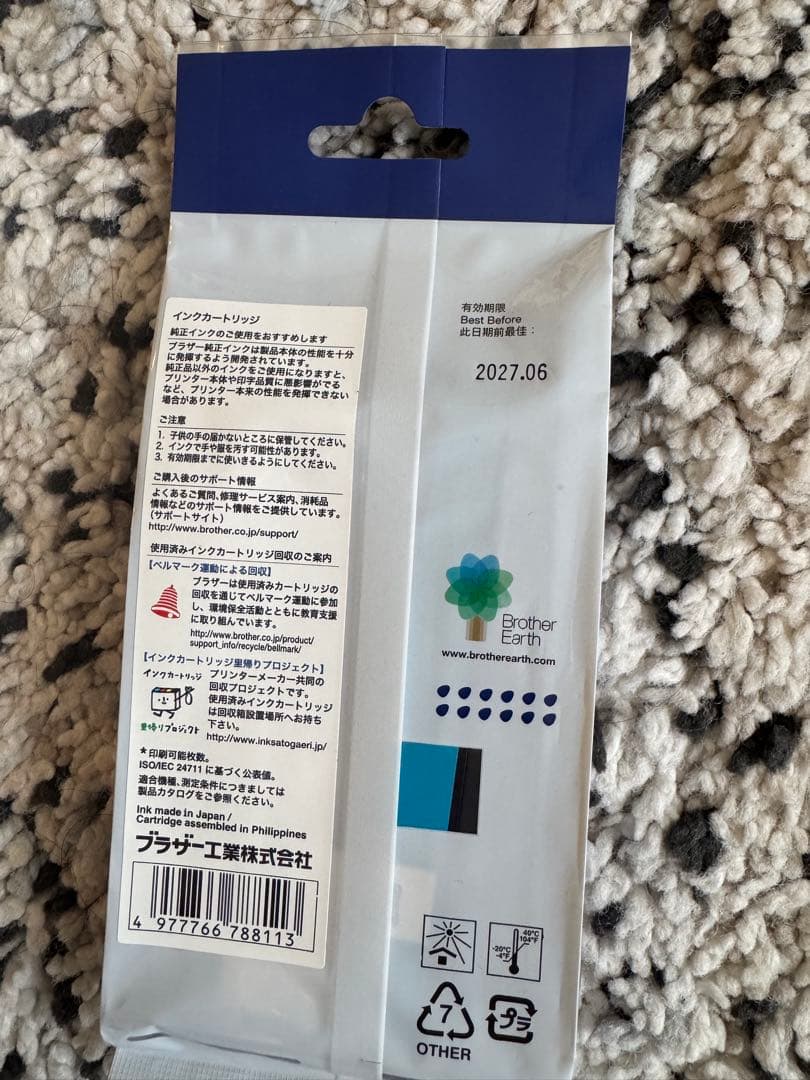 インクカートリッジ
純正インクのご使用をおすすめします
ブラザー純正インクは製品本体の性能を十分
に発揮するよう開発されています。
純正品以外のインクをご使用になりますと、
プリンター本体や印字品質に悪影響がでる
など、プリンター本来の性能を発揮できない
場合があります。
ご注意
1. 子供の手の届かないところに保管してください。
2. インクで手や服を汚す可能性があります。
3. 有効期限までに使いきるようにしてください。
ご購入後のサポート情報
よくあるご質問、修理サービス案内、消耗品
情報などのサポート情報をご提供しています。
(サポートサイト)
http://www.brother.co.jp/support/
使用済みインクカートリッジ回収のご案内
【ベルマーク運動による回収】
ブラザーは使用済みカートリッジの
回収を通じてベルマーク運動に参加
し、環境保全活動とともに教育支援
に取り組んでいます。
http://www.brother.co.jp/product/
support_info/recycle/bellmark/
【インクカートリッジ里帰りプロジェクト】
インクカートリッジ
里帰りプロジェクト
プリンターメーカー共同の
回収プロジェクトです。
使用済みインクカートリッジ
は回収箱設置場所へお持ち
下さい。
http://www.inksatogaeri.jp/
*印刷可能枚数。
ISO/IEC 24711 に基づく公表値。
適合機種、測定条件につきましては
製品カタログをご参照ください。
Ink made in Japan /
Cartridge assembled in Philippines
ブラザー工業株式会社
4 977766 788113
有効期限
Best Before
此日期前最佳：
2027.06
Brother
Earth
www.brotherearth.com
40°C
104°F
-20°C
-4°F
7
OTHER
プラ